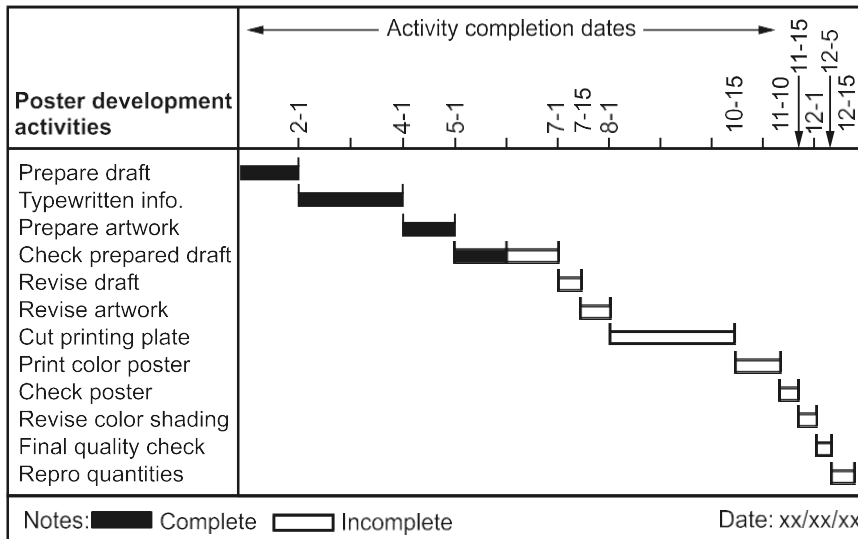 Activity completion dates
Poster development
activities
2-1
4-1
5-1
7-1
7-15
8-1
10-15
11-10
11-15
12-1
12-5
12-15
Prepare draft
Typewritten info.
Prepare artwork
Check prepared draft
Revise draft
Revise artwork
Cut printing plate
Print color poster
Check poster
Revise color shading
Final quality check
Repro quantities
Notes: Complete Incomplete Date: xx/xx/xx